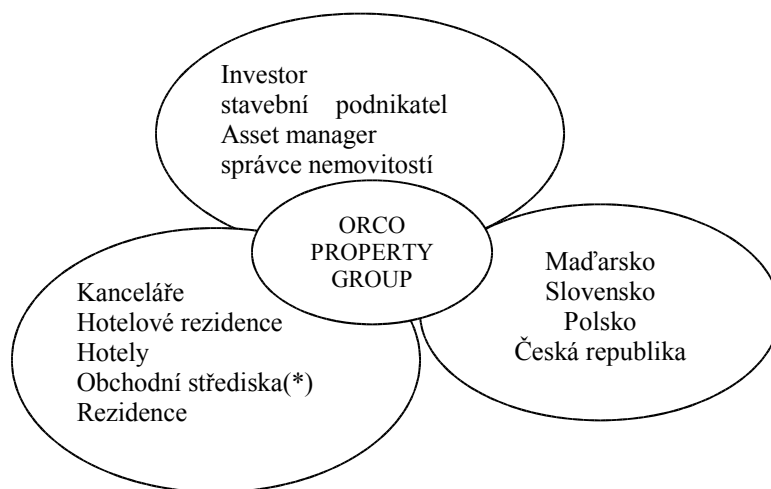 Investor
stavební podnikatel
Asset manager
správce nemovitostí
ORCO
PROPERTY
GROUP
Kanceláře
Hotelové rezidence
Hotely
Obchodní střědiska(*)
Rezidence
Maďarsko
Slovensko
Polsko
Česká republika